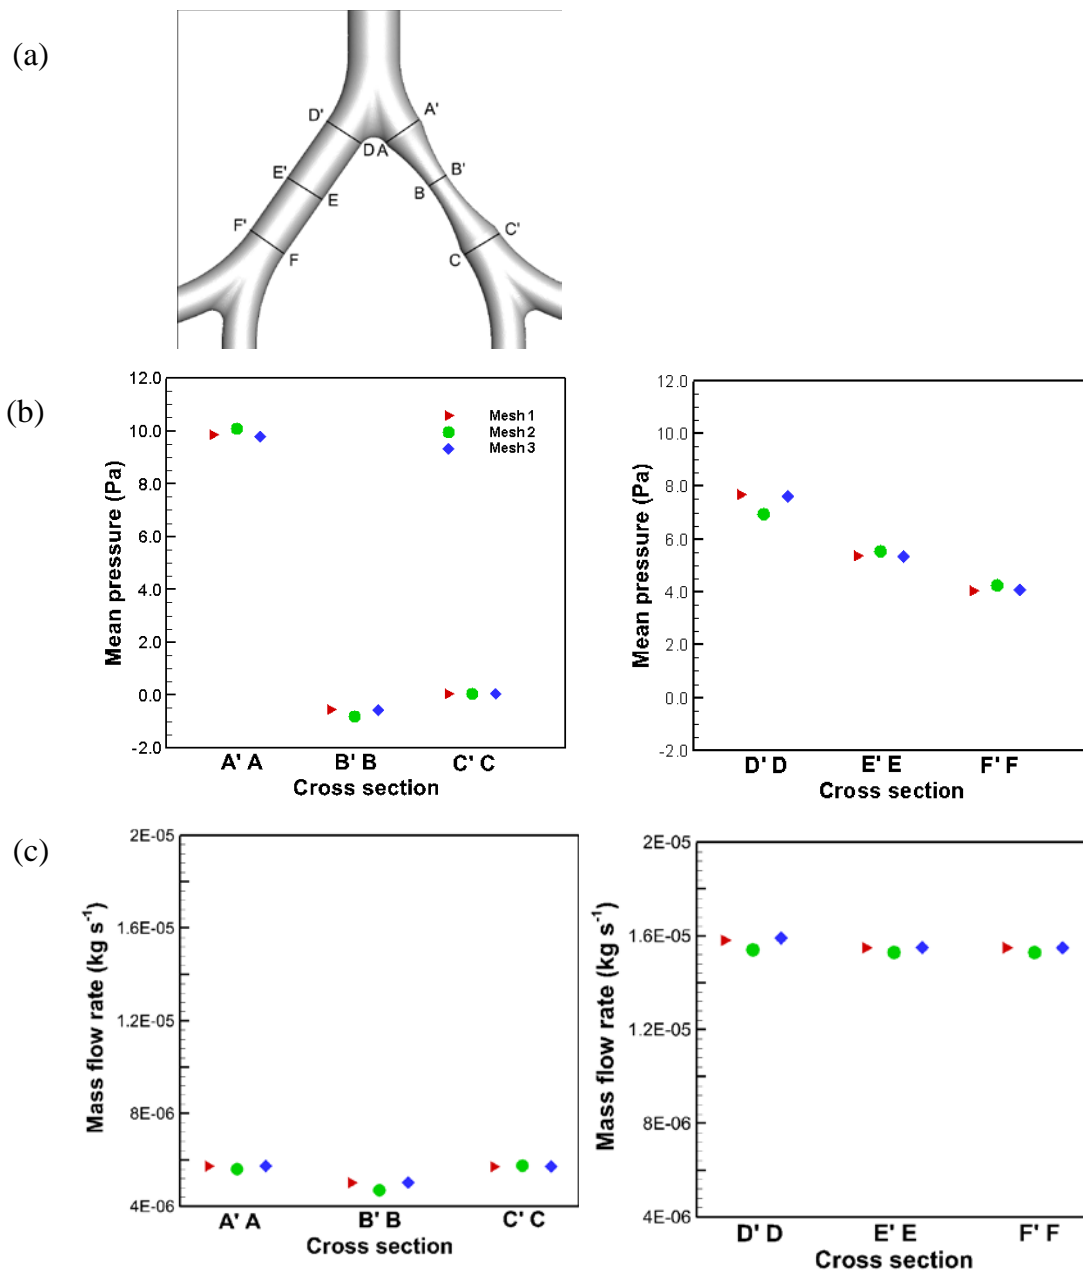 (a)
A'
D'
D A
E'
B'
B
E
F'
C'
F
C
(b)
12.0
10.0
8.0
6.0
4.0
2.0
0.0
-2.0
Mean pressure (Pa)
Mesh 1
Mesh 2
Mesh 3
A' A B' B C' C
Cross section
12.0
10.0
8.0
6.0
4.0
2.0
0.0
-2.0
Mean pressure (Pa)
D' D E' E F' F
Cross section
(c)
2E-05
1.6E-05
1.2E-05
8E-06
4E-06
Mass flow rate (kg s⁻¹)
A' A B' B C' C
Cross section
2E-05
1.6E-05
1.2E-05
8E-06
4E-06
Mass flow rate (kg s⁻¹)
D' D E' E F' F
Cross section